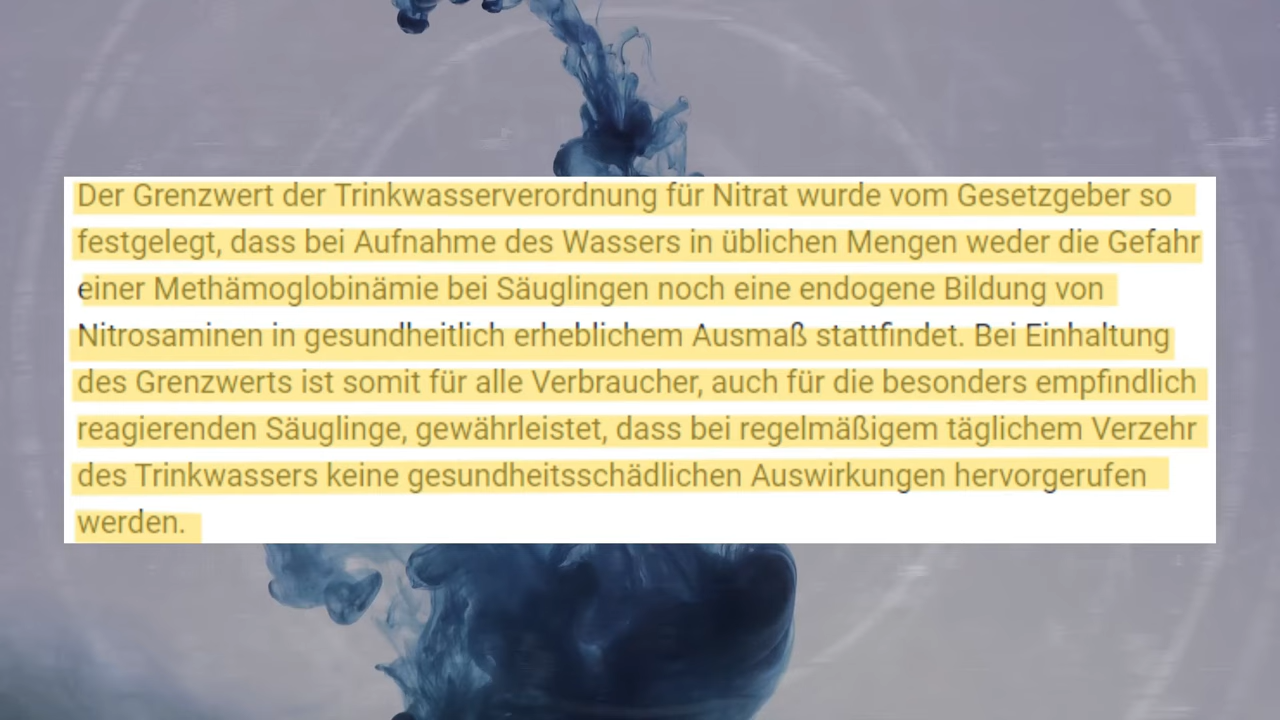 Der Grenzwert der Trinkwasserverordnung für Nitrat wurde vom Gesetzgeber so
festgelegt, dass bei Aufnahme des Wassers in üblichen Mengen weder die Gefahr
einer Methämoglobinämie bei Säuglingen noch eine endogene Bildung von
Nitrosaminen in gesundheitlich erheblichem Ausmaß stattfindet. Bei Einhaltung
des Grenzwerts ist somit für alle Verbraucher, auch für die besonders empfindlich
reagierenden Säuglinge, gewährleistet, dass bei regelmäßigem täglichem Verzehr
des Trinkwassers keine gesundheitsschädlichen Auswirkungen hervorgerufen
werden.